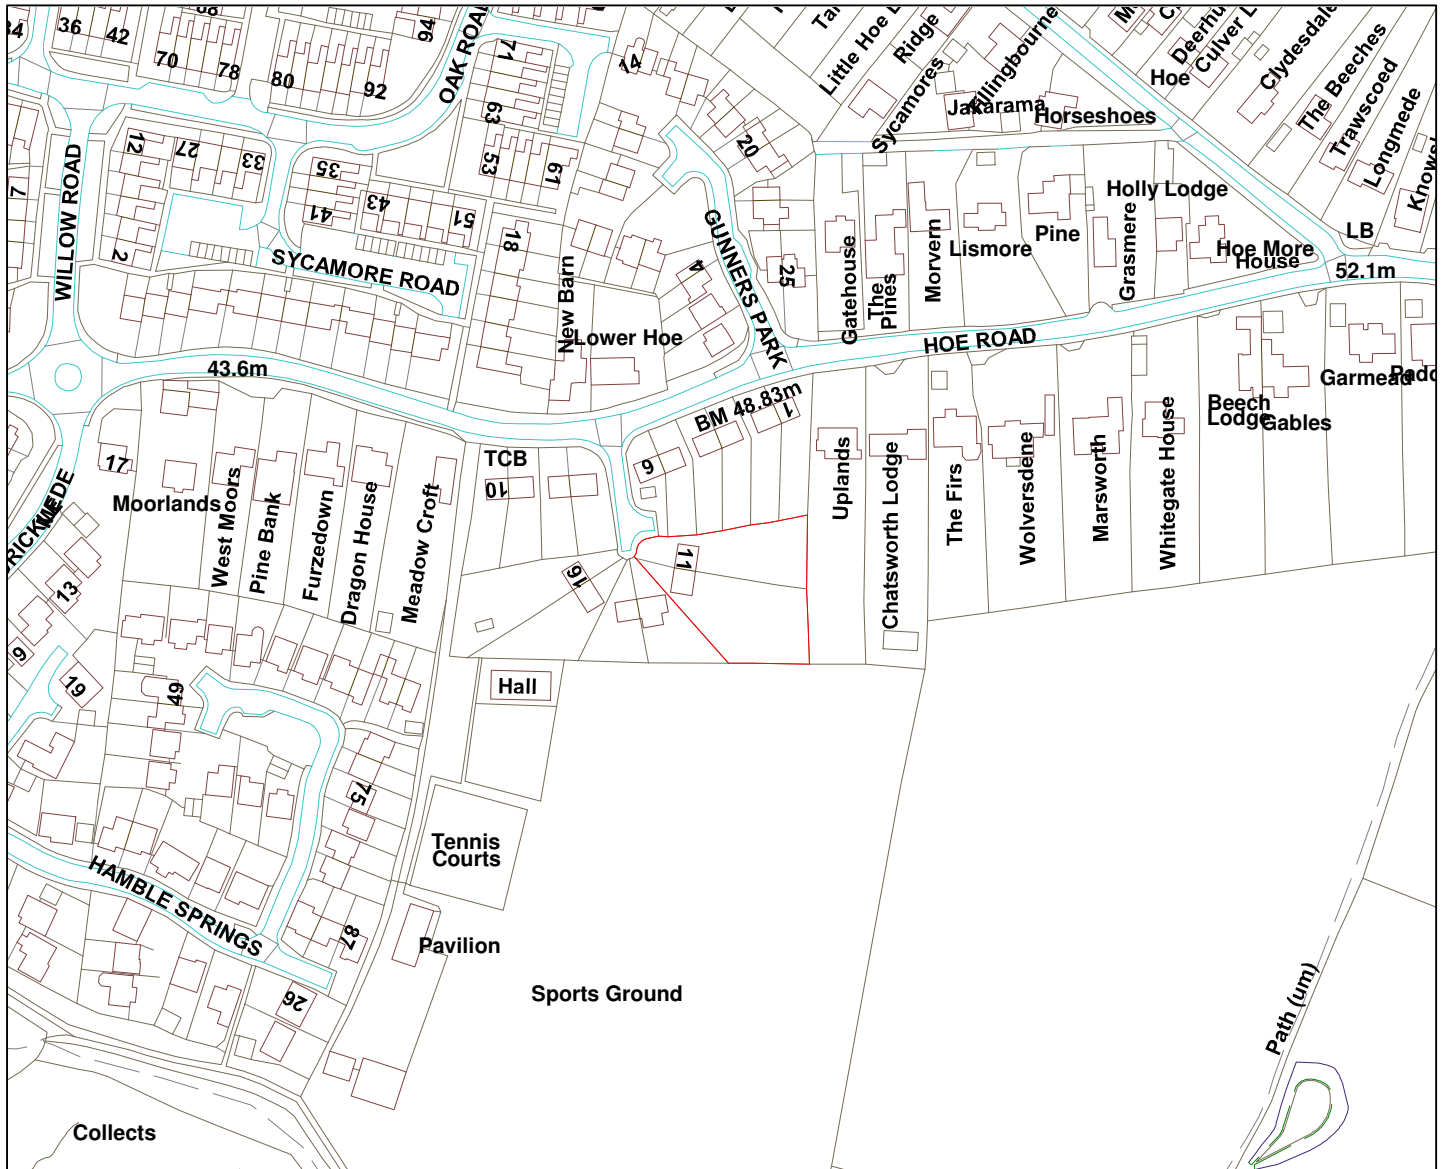 36
42
70
78
80
92
94
OAK ROAD
71
63
53
61
14
20
Little Hoe
Ridge
Sycamores
Jakarama
Horseshoes
Hoe
Deerhu
Culver L
Clydesdale
The Beeches
Trawscoed
Longmede
Knowsl
LB
52.1m
WILLOW ROAD
7
12
27
33
35
41
43
51
2
SYCAMORE ROAD
18
New Barn
Lower Hoe
4
GUNNERS PARK
25
Gatehouse
The
Pines
Morvern
Lismore
Pine
Grasmere
Holly Lodge
Hoe More
House
HOE ROAD
43.6m
BM 48.83m
1
9
TCB
10
11
16
17
Moorlands
West Moors
Pine Bank
Furzedown
Dragon House
Meadow Croft
Uplands
Chatsworth Lodge
The Firs
Wolversdene
Marsworth
Whitegate House
Beech
Lodge
Gables
Garmead
Padd
13
9
19
49
75
87
26
HAMBLE SPRINGS
Hall
Tennis
Courts
Pavilion
Sports Ground
Path (um)
Collects